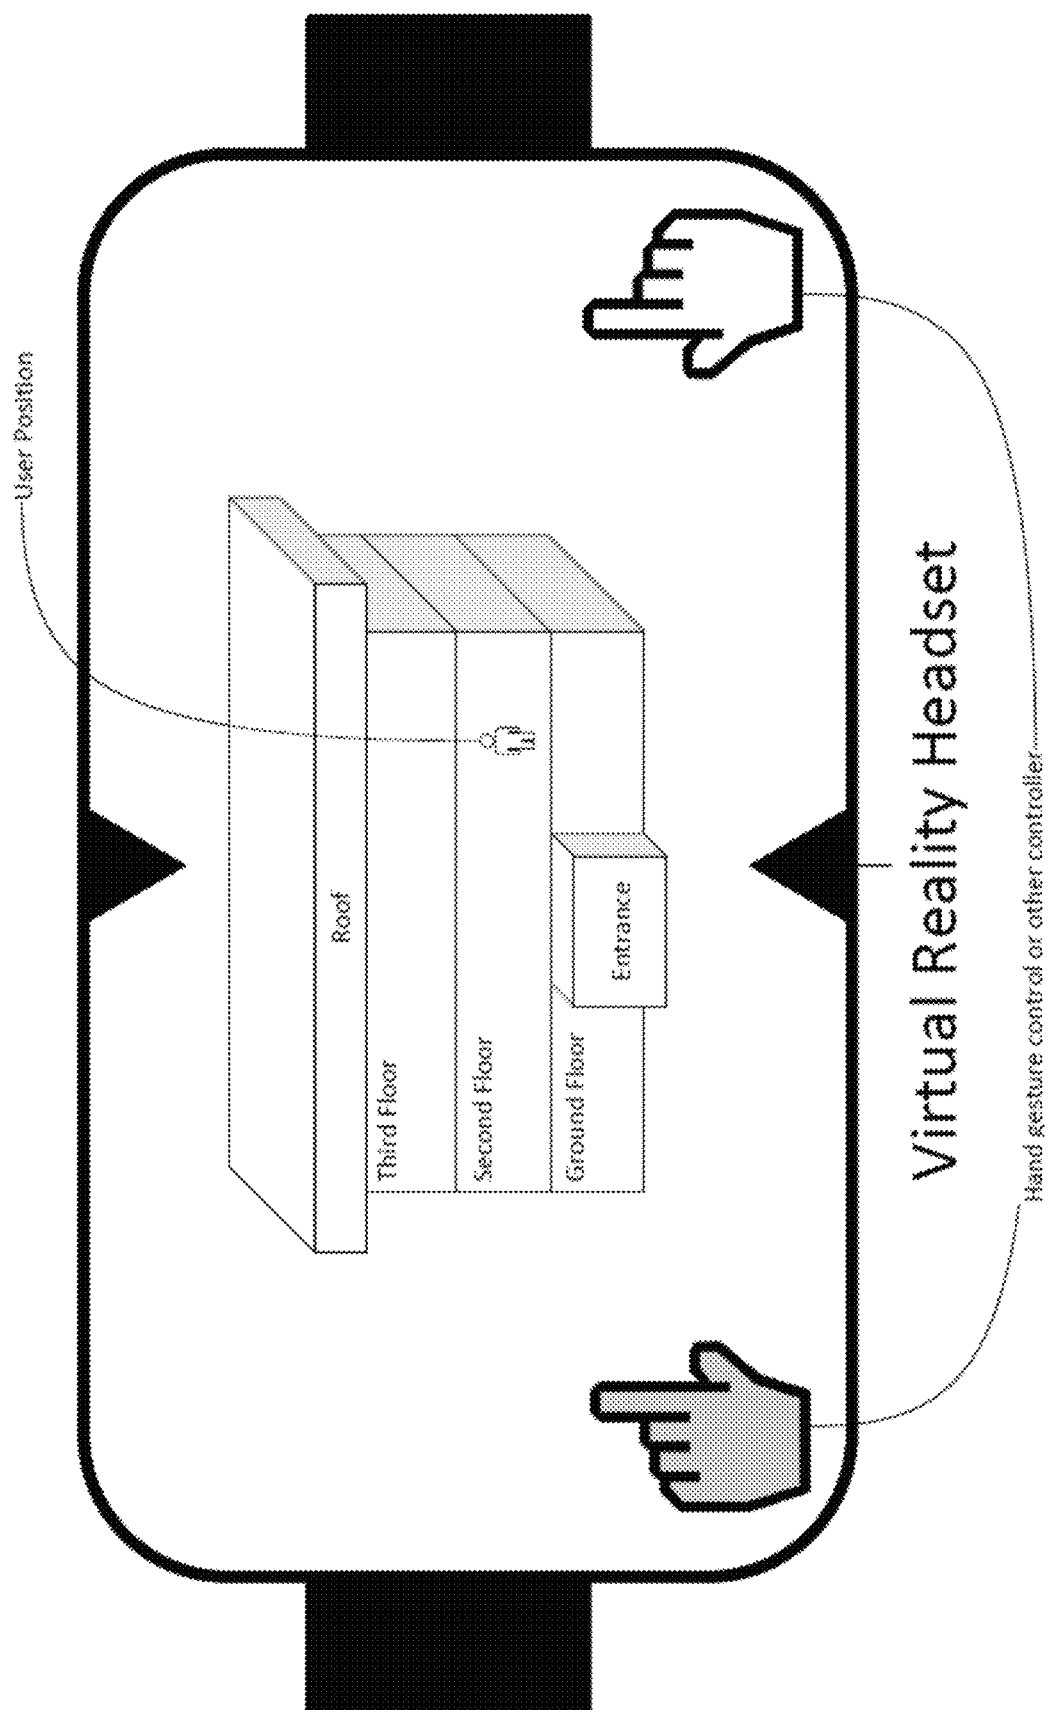 User Position
Roof
Third Floor
Second Floor
Ground Floor
Entrance
Virtual Reality Headset
Hand gesture control or other controller